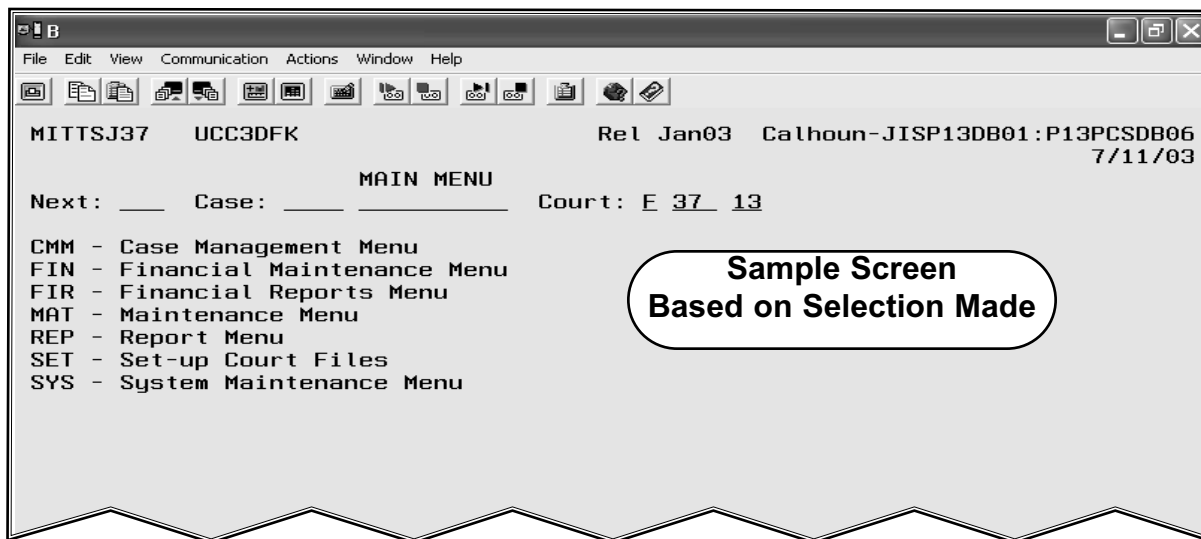 B
File Edit View Communication Actions Window Help
MITTSJ37 UCC3DFK Rel Jan03 Calhoun-JISP13DB01:P13PCSDB06
7/11/03
MAIN MENU
Next: ___ Case: ____ __________ Court: F 37_ 13
CMM - Case Management Menu
FIN - Financial Maintenance Menu
FIR - Financial Reports Menu
MAT - Maintenance Menu
REP - Report Menu
SET - Set-up Court Files
SYS - System Maintenance Menu
Sample Screen
Based on Selection Made